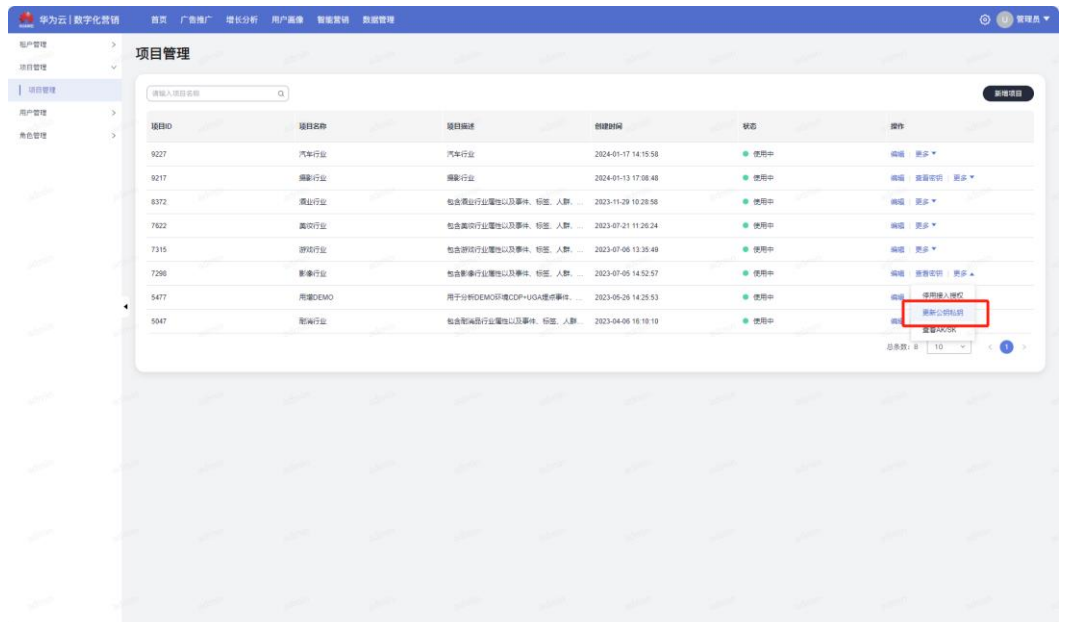 华为云 | 数字化营销 首页 广告推广 增长分析 用户画像 智能营销 数据管理 U 管理员
租户管理
项目管理
项目管理
用户管理
角色管理
项目管理
请输入项目名称 新增项目
项目ID 项目名称 项目描述 创建时间 状态 操作
9227 汽车行业 汽车行业 2024-01-17 14:15:58 使用中 编辑 更多
9217 摄影行业 摄影行业 2024-01-13 17:08:48 使用中 编辑 查看密钥 更多
8372 酒业行业 包含酒业行业属性以及事件、标签、人群、... 2023-11-29 10:28:58 使用中 编辑 更多
7622 美妆行业 包含美妆行业属性以及事件、标签、人群、... 2023-07-21 11:26:24 使用中 编辑 更多
7315 游戏行业 包含游戏行业属性以及事件、标签、人群、... 2023-07-06 13:35:49 使用中 编辑 更多
7298 影像行业 包含影像行业属性以及事件、标签、人群、... 2023-07-05 14:52:57 使用中 编辑 查看密钥 更多
5477 用增DEMO 用于分析DEMO环境CDP+UGA埋点事件、... 2023-05-26 14:25:53 使用中 编辑 停用接入授权
更新公钥私钥
5047 耐消行业 包含耐消品行业属性以及事件、标签、人群... 2023-04-06 16:10:10 使用中 编辑
查看AK/SK
总条数: 8 10 < 1 >